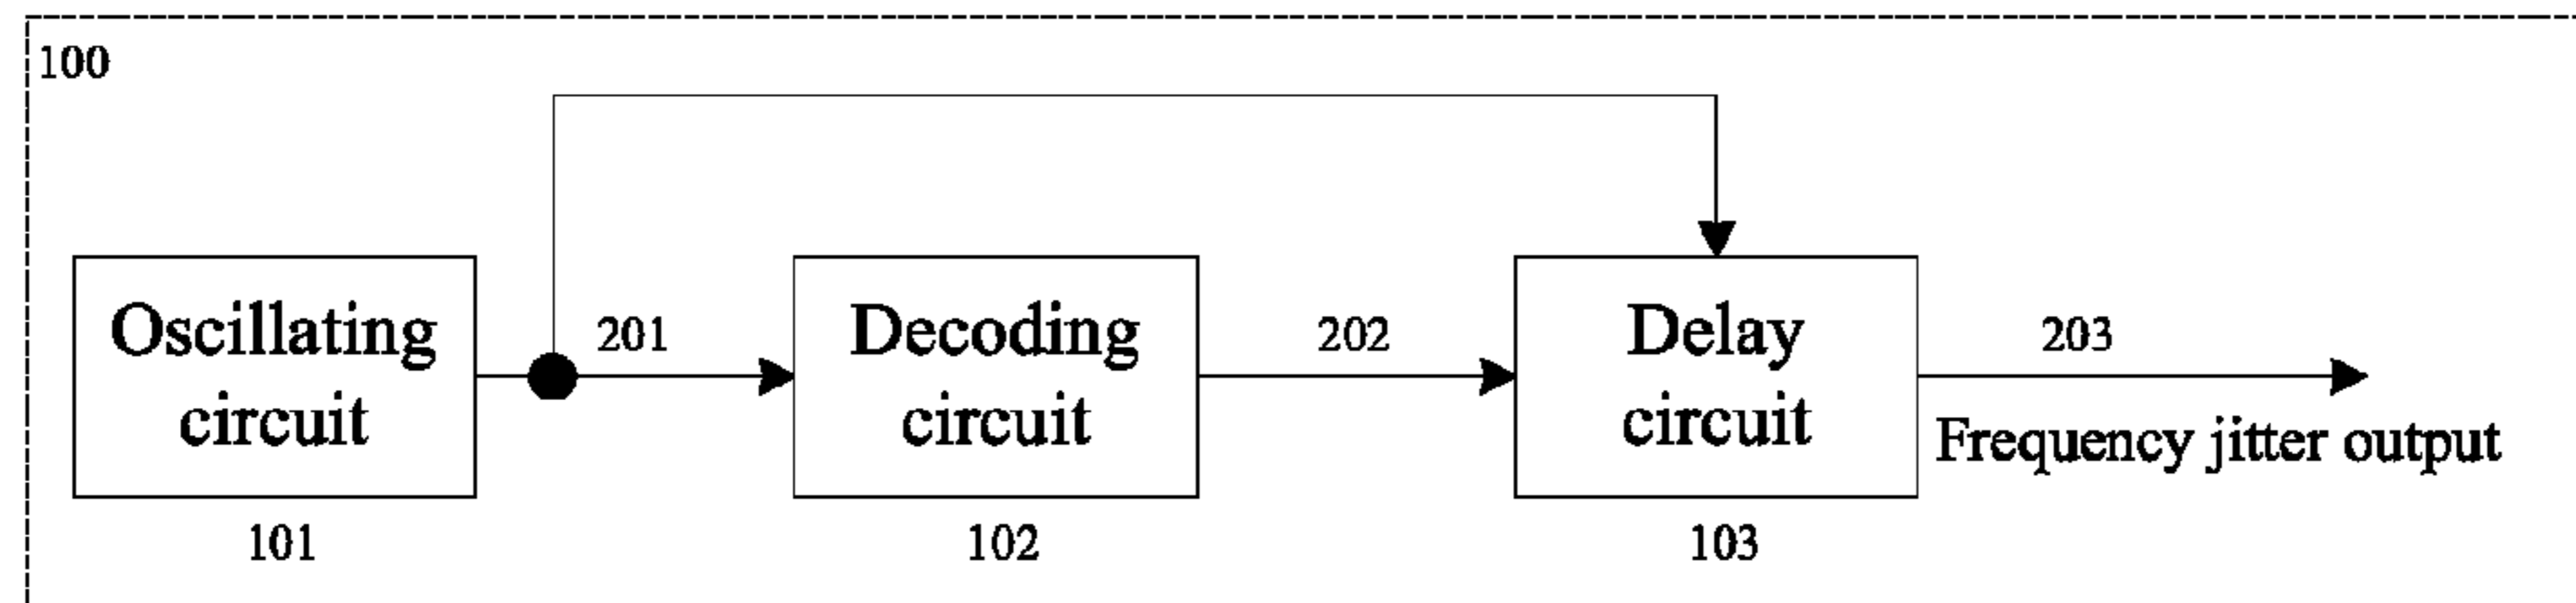 100
Oscillating
circuit
201
Decoding
circuit
202
Delay
circuit
203
Frequency jitter output
101
102
103